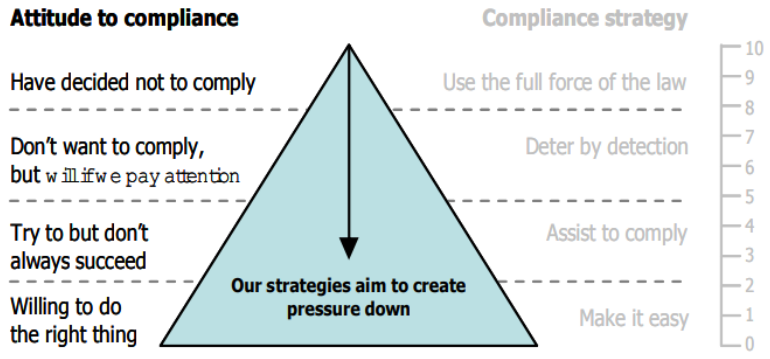 Attitude to compliance
Compliance strategy
Have decided not to comply
Use the full force of the law
Don't want to comply,
but will if we pay attention
Deter by detection
Try to but don't
always succeed
Assist to comply
Willing to do
the right thing
Make it easy
Our strategies aim to create
pressure down
10
9
8
7
6
5
4
3
2
1
0